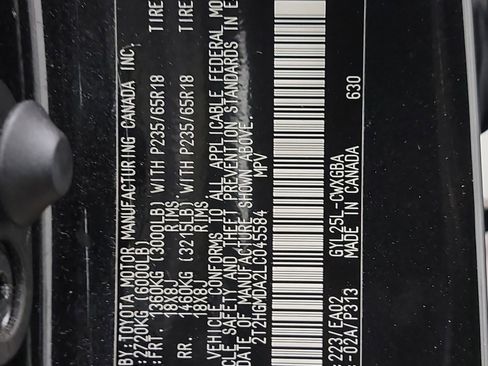 BY:TOYOTA MOTOR MANUFACTURING CANADA INC.
:2720KG (6000LB)
:FRT. 1360KG (3000LB) WITH P235/65R18 TIRE
18X8J RIMS.
RR. 1460KG (3215LB) WITH P235/65R18 TIRE
18X8J RIMS.
VEHICLE CONFORMS TO ALL APPLICABLE FEDERAL MO
CLE SAFETY AND THEFT PREVENTION STANDARDS IN E
DATE OF MANUFACTURE SHOWN ABOVE.
2T2HGMDA2LC045584 MPV
:223/EA02 GYL25L-CWXGBA
:-02A/P313 MADE IN CANADA 630